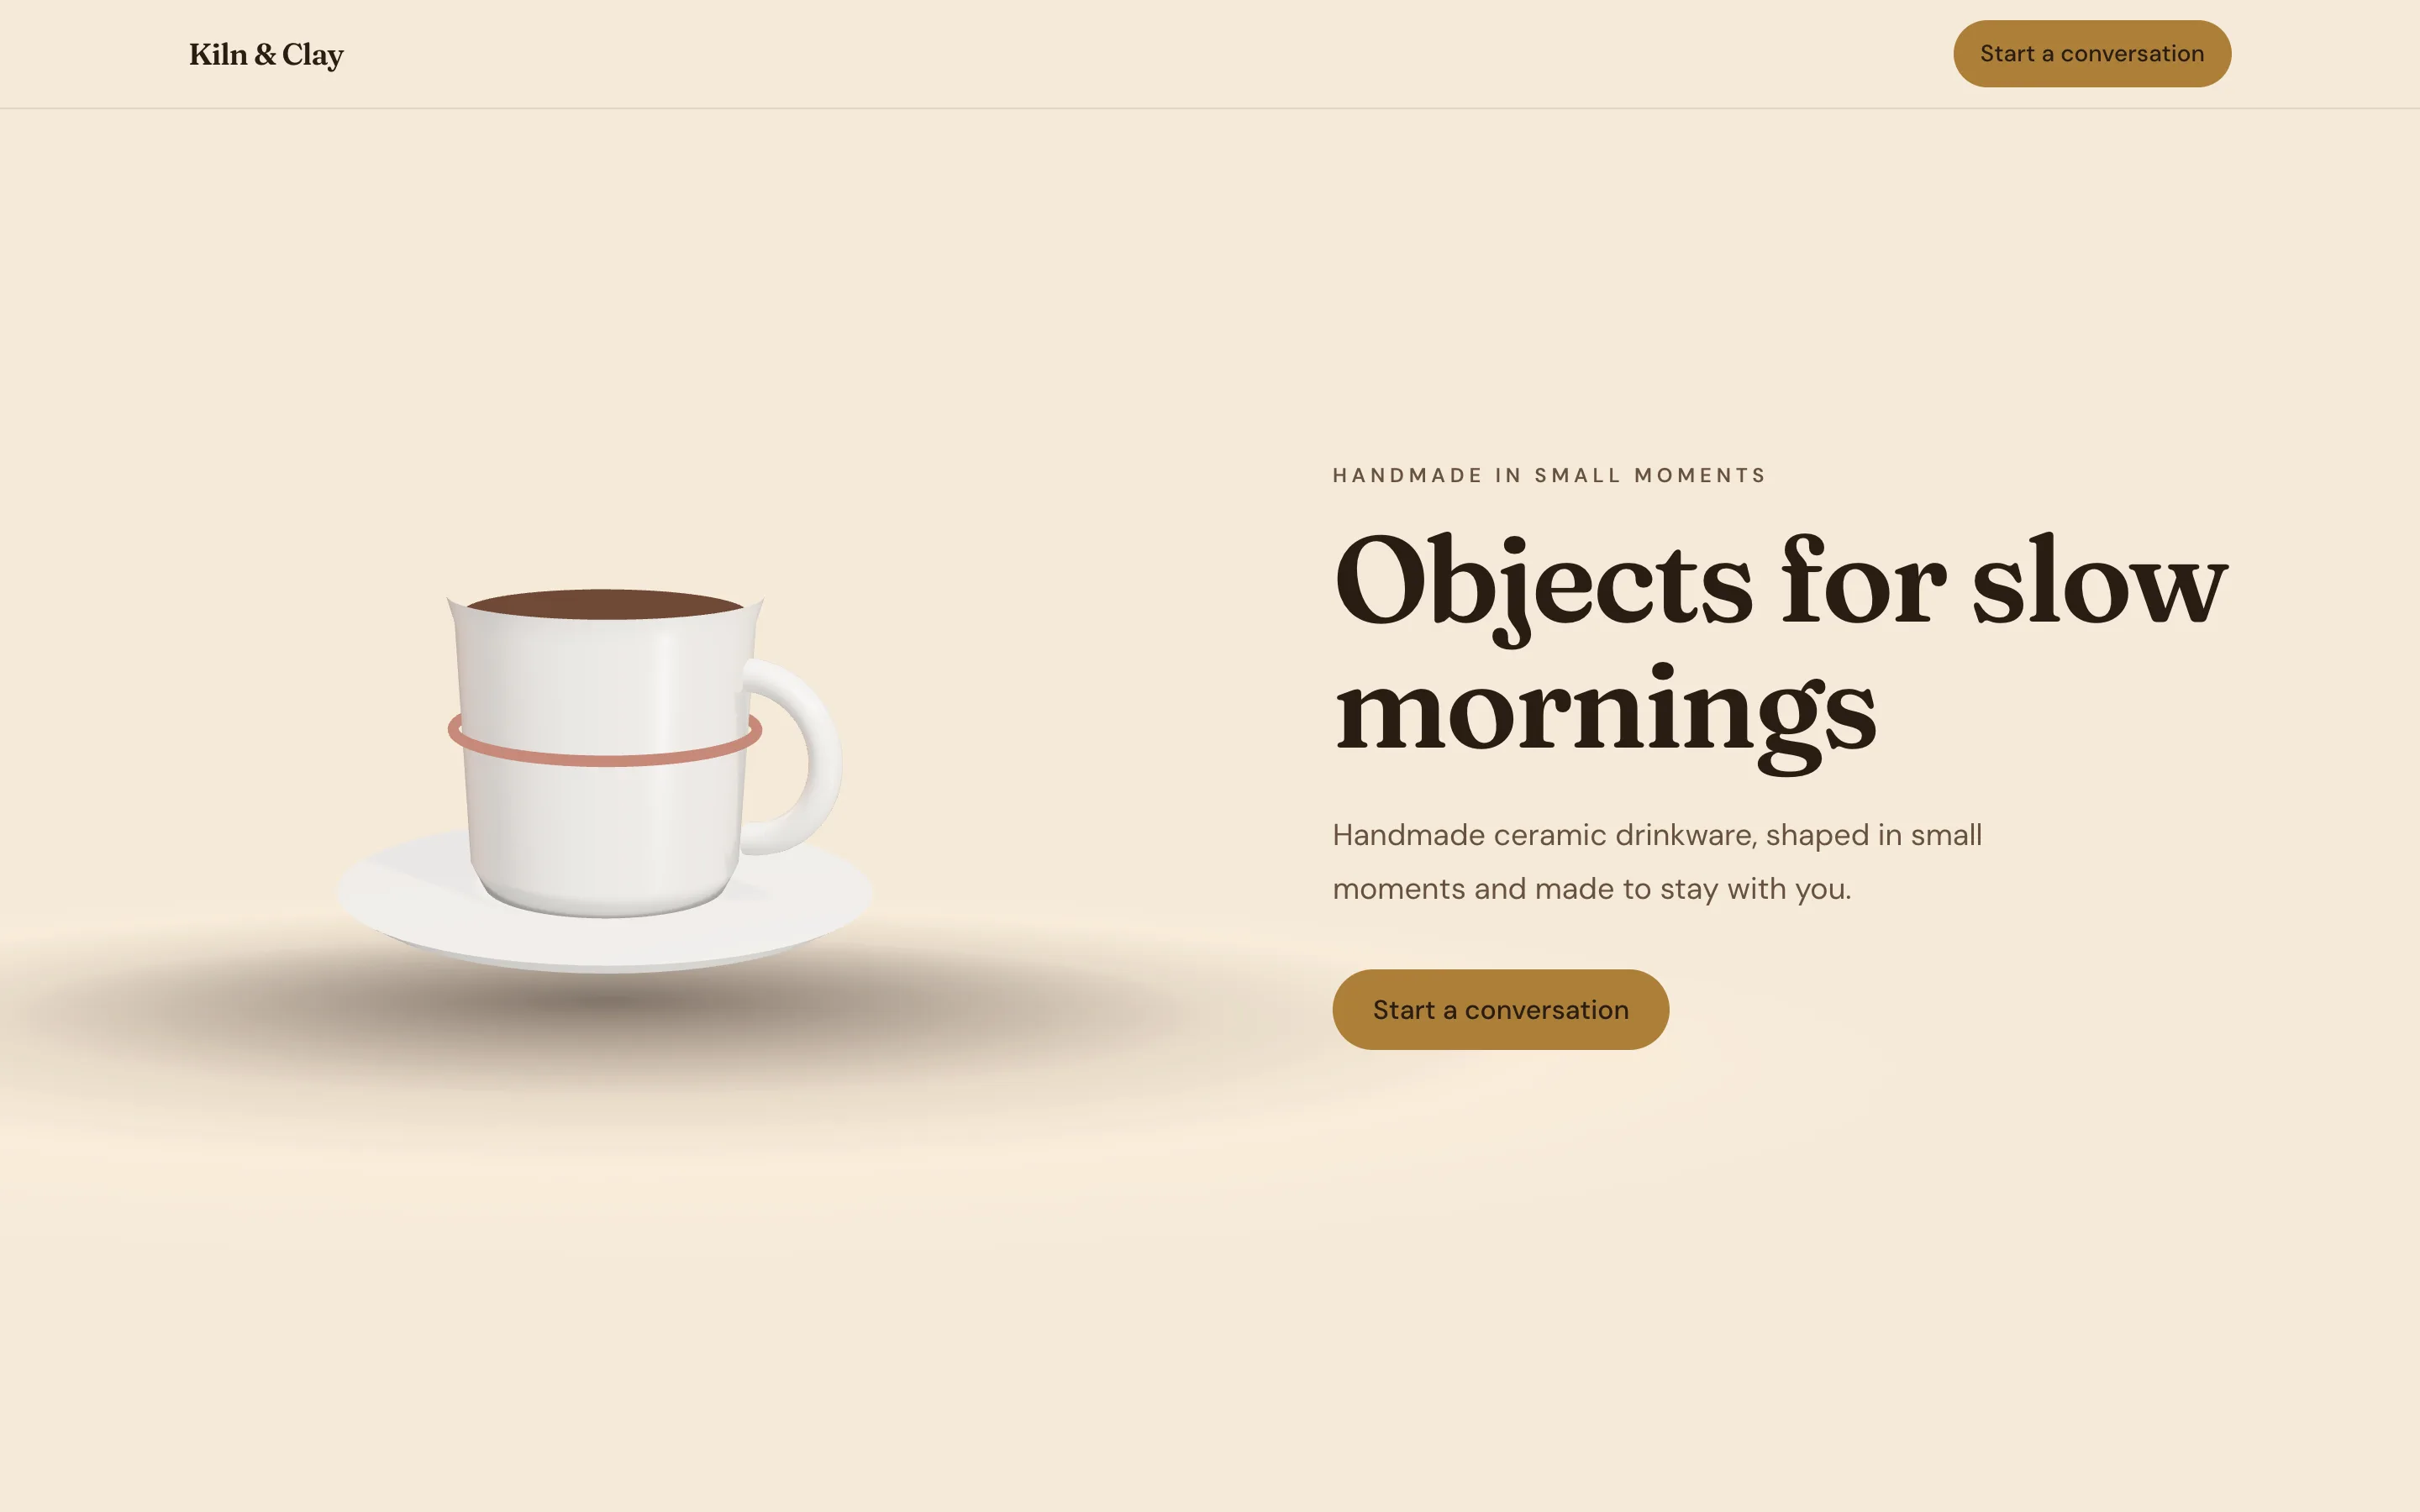 Kiln & Clay
Start a conversation
HANDMADE IN SMALL MOMENTS
Objects for slow
mornings
Handmade ceramic drinkware, shaped in small
moments and made to stay with you.
Start a conversation